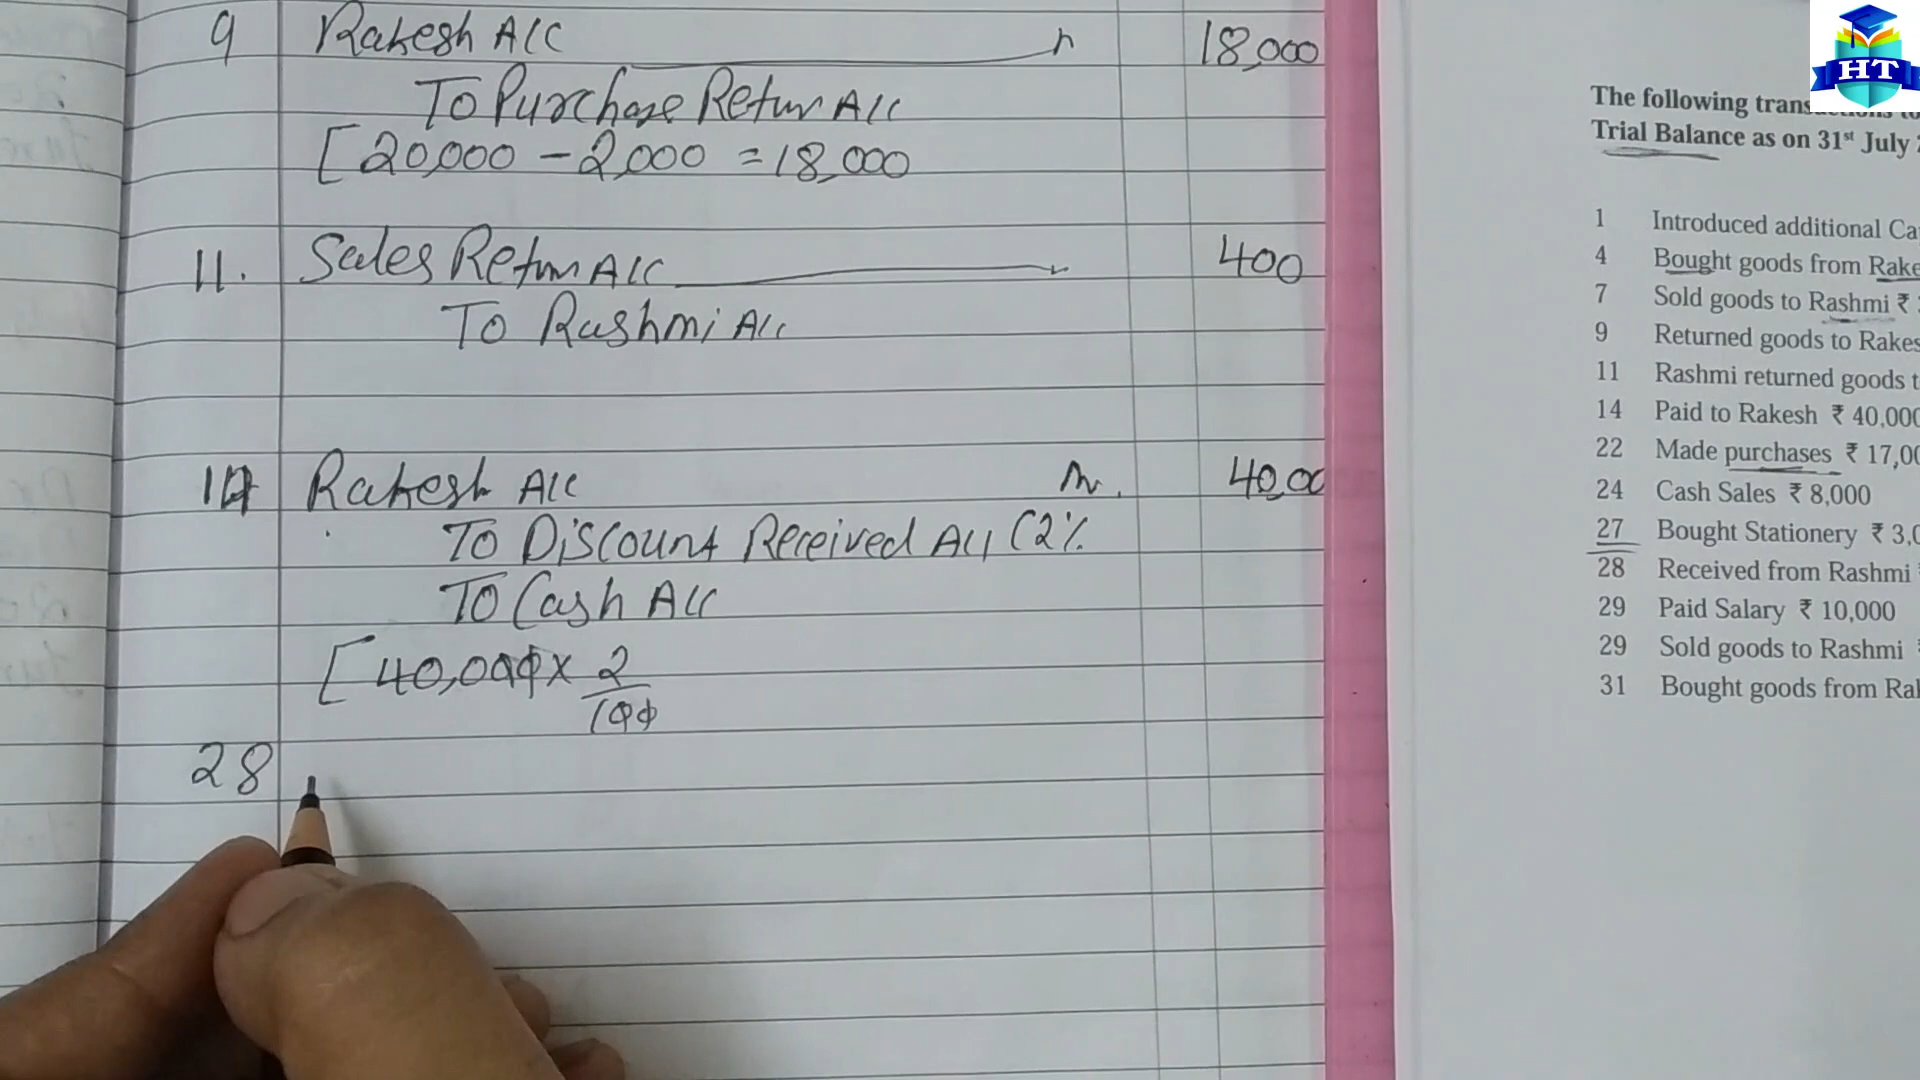 9 Rakesh A/C 18,000
To Purchase Return A/C
[20,000 - 2,000 = 18,000
11. Sales Return A/C 400
To Rashmi A/C
14 Rakesh A/C Dr. 40,00
To Discount Received A/C (2%
To Cash A/C
[40,000 x 2/100
28
HT
The following trans
Trial Balance as on 31st July
1 Introduced additional Ca
4 Bought goods from Rake
7 Sold goods to Rashmi ₹
9 Returned goods to Rakes
11 Rashmi returned goods t
14 Paid to Rakesh ₹ 40,000
22 Made purchases ₹ 17,00
24 Cash Sales ₹ 8,000
27 Bought Stationery ₹ 3,0
28 Received from Rashmi
29 Paid Salary ₹ 10,000
29 Sold goods to Rashmi
31 Bought goods from Ra